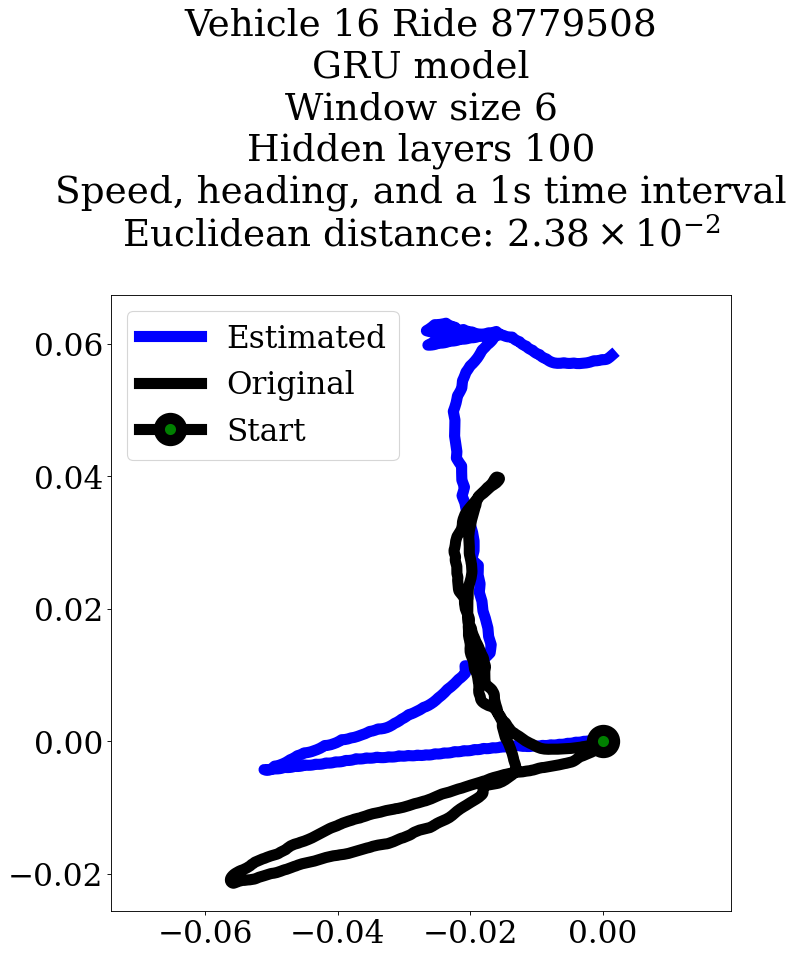 Vehicle 16 Ride 8779508
GRU model
Window size 6
Hidden layers 100
Speed, heading, and a 1s time interval
Euclidean distance: 2.38 × 10⁻²
Estimated
Original
Start
0.06
0.04
0.02
0.00
−0.02
−0.06 −0.04 −0.02 0.00